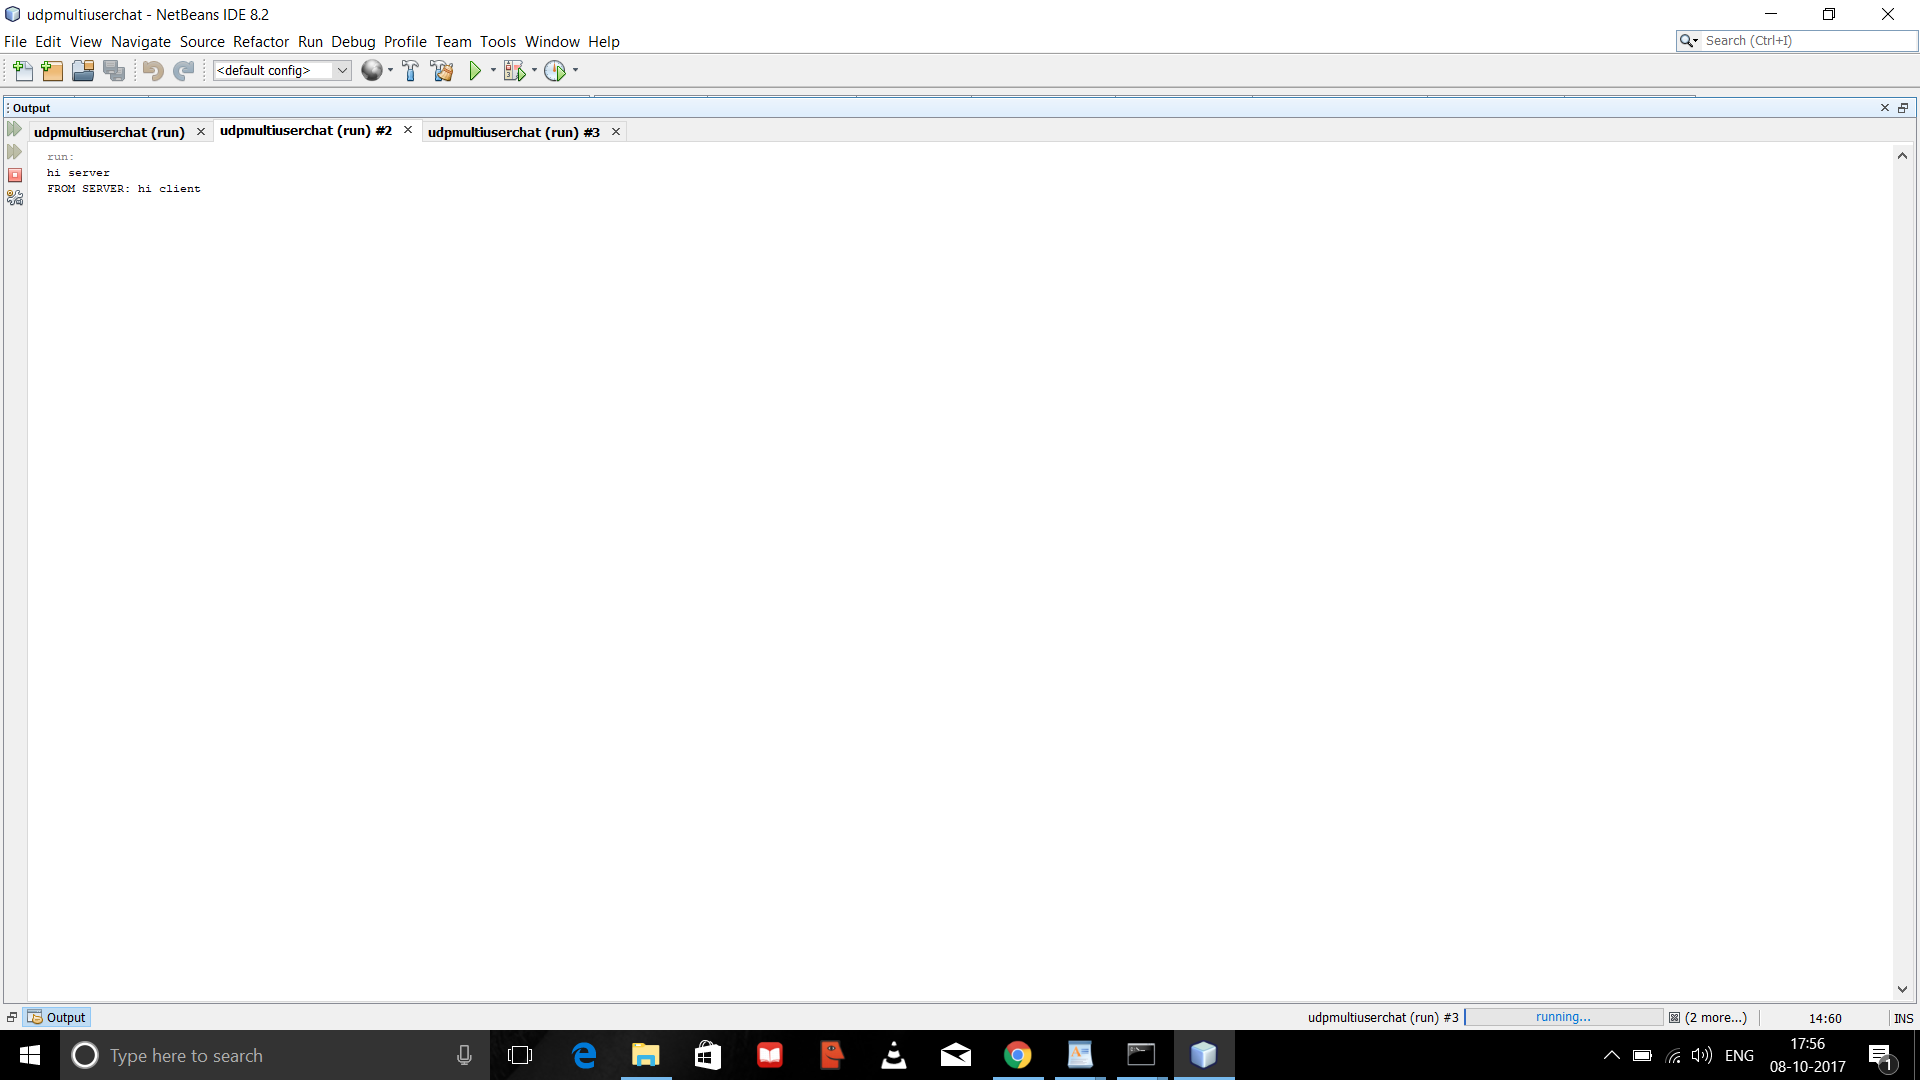 udpmultiuserchat - NetBeans IDE 8.2
File Edit View Navigate Source Refactor Run Debug Profile Team Tools Window Help
Search (Ctrl+I)
<default config>
Output
udpmultiuserchat (run)
udpmultiuserchat (run) #2
udpmultiuserchat (run) #3
run:
hi server
FROM SERVER: hi client
Output
udpmultiuserchat (run) #3
running...
(2 more...)
14:60
INS
Type here to search
ENG
17:56
08-10-2017
1